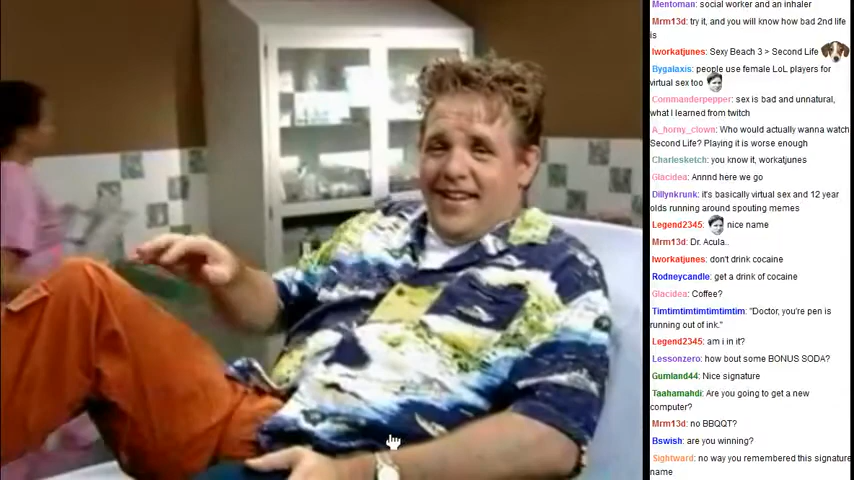 Mentoman: social worker and an inhaler
Mrm13d: try it, and you will know how bad 2nd life
is
Iworkatjunes: Sexy Beach 3 > Second Life
Bygalaxis: people use female LoL players for
virtual sex too
Commanderpepper: sex is bad and unnatural,
what I learned from twitch
A_horny_clown: Who would actually wanna watch
Second Life? Playing it is worse enough
Charlesketch: you know it, workatjunes
Glacidea: Annnd here we go
Dillynkrunk: it's basically virtual sex and 12 year
olds running around spouting memes
Legend2345: nice name
Mrm13d: Dr. Acula..
Iworkatjunes: don't drink cocaine
Rodneycandle: get a drink of cocaine
Glacidea: Coffee?
Timtimtimtimtimtimtim: "Doctor, you're pen is
running out of ink."
Legend2345: am i in it?
Lessonzero: how bout some BONUS SODA?
Gumland44: Nice signature
Taahamahdi: Are you going to get a new
computer?
Mrm13d: no BBQQT?
Bswish: are you winning?
Sightward: no way you remembered this signature
name